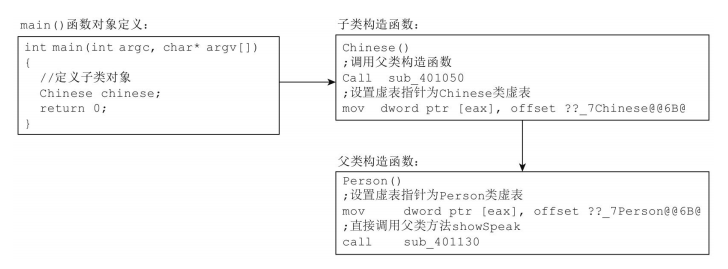 main()函数对象定义：
int main(int argc, char* argv[])
{
//定义子类对象
Chinese chinese;
return 0;
}
子类构造函数：
Chinese()
;调用父类构造函数
Call sub_401050
;设置虚表指针为Chinese类虚表
mov dword ptr [eax], offset ??_7Chinese@@6B@
父类构造函数：
Person()
;设置虚表指针为Person类虚表
mov dword ptr [eax], offset ??_7Person@@6B@
;直接调用父类方法showSpeak
call sub_401130